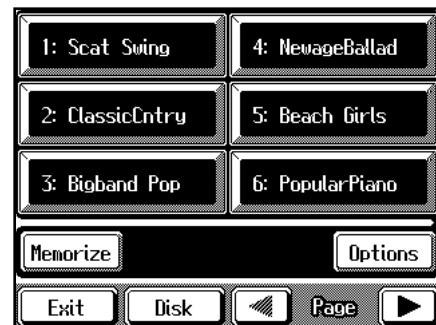 1: Scat Swing
4: NewageBallad
2: ClassicCntry
5: Beach Girls
3: Bigband Pop
6: PopularPiano
Memorize
Options
Exit
Disk
Page